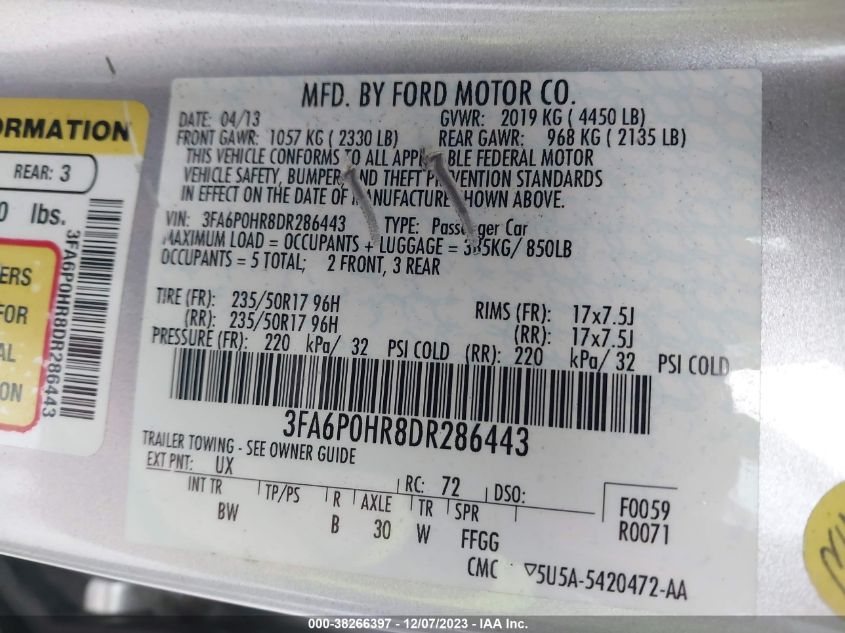 ORMATION
REAR: 3
0 lbs.
ERS
FOR
AL
ON
3FA6P0HR8DR286443
MFD. BY FORD MOTOR CO.
DATE: 04/13 GVWR: 2019 KG ( 4450 LB)
FRONT GAWR: 1057 KG ( 2330 LB) REAR GAWR: 968 KG ( 2135 LB)
THIS VEHICLE CONFORMS TO ALL APPL BLE FEDERAL MOTOR
VEHICLE SAFETY, BUMPER, AND THEFT PREVENTION STANDARDS
IN EFFECT ON THE DATE OF MANUFACTURE SHOWN ABOVE.
VIN: 3FA6P0HR8DR286443 TYPE: Passenger Car
MAXIMUM LOAD = OCCUPANTS + LUGGAGE = 385KG/ 850LB
OCCUPANTS = 5 TOTAL; 2 FRONT, 3 REAR
TIRE (FR): 235/50R17 96H RIMS (FR): 17x7.5J
(RR): 235/50R17 96H (RR): 17x7.5J
PRESSURE (FR): 220 kPa/ 32 PSI COLD (RR): 220 kPa/ 32 PSI COLD
3FA6P0HR8DR286443
TRAILER TOWING - SEE OWNER GUIDE
EXT PNT: UX RC: 72 DSO:
INT TR TP/PS R AXLE TR SPR F0059
BW B 30 W FFGG R0071
CMC ▽5U5A-5420472-AA
000-38266397 - 12/07/2023 - IAAI.com